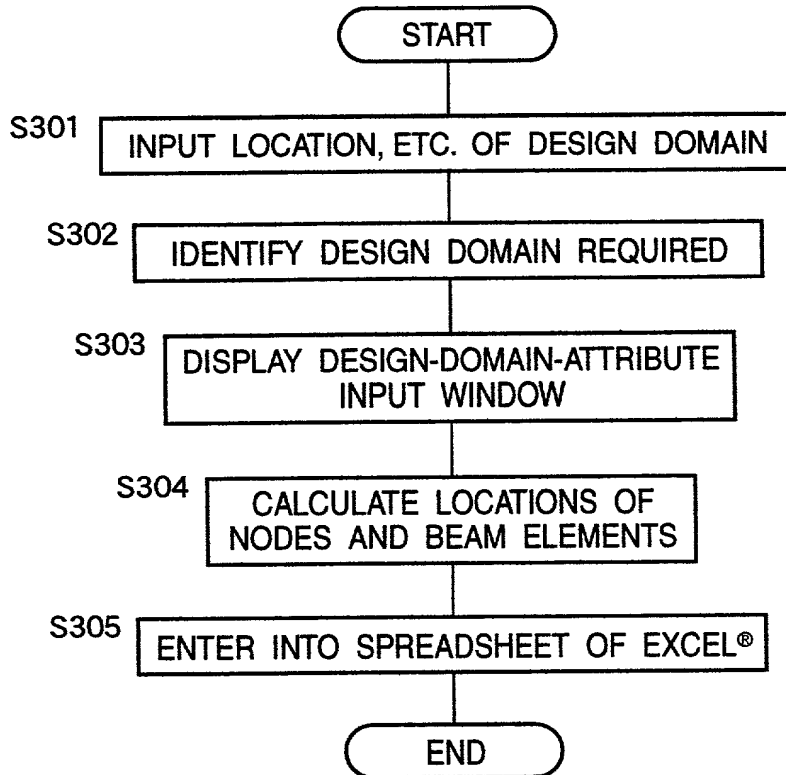 START
S301
INPUT LOCATION, ETC. OF DESIGN DOMAIN
S302
IDENTIFY DESIGN DOMAIN REQUIRED
S303
DISPLAY DESIGN-DOMAIN-ATTRIBUTE
INPUT WINDOW
S304
CALCULATE LOCATIONS OF
NODES AND BEAM ELEMENTS
S305
ENTER INTO SPREADSHEET OF EXCEL®
END